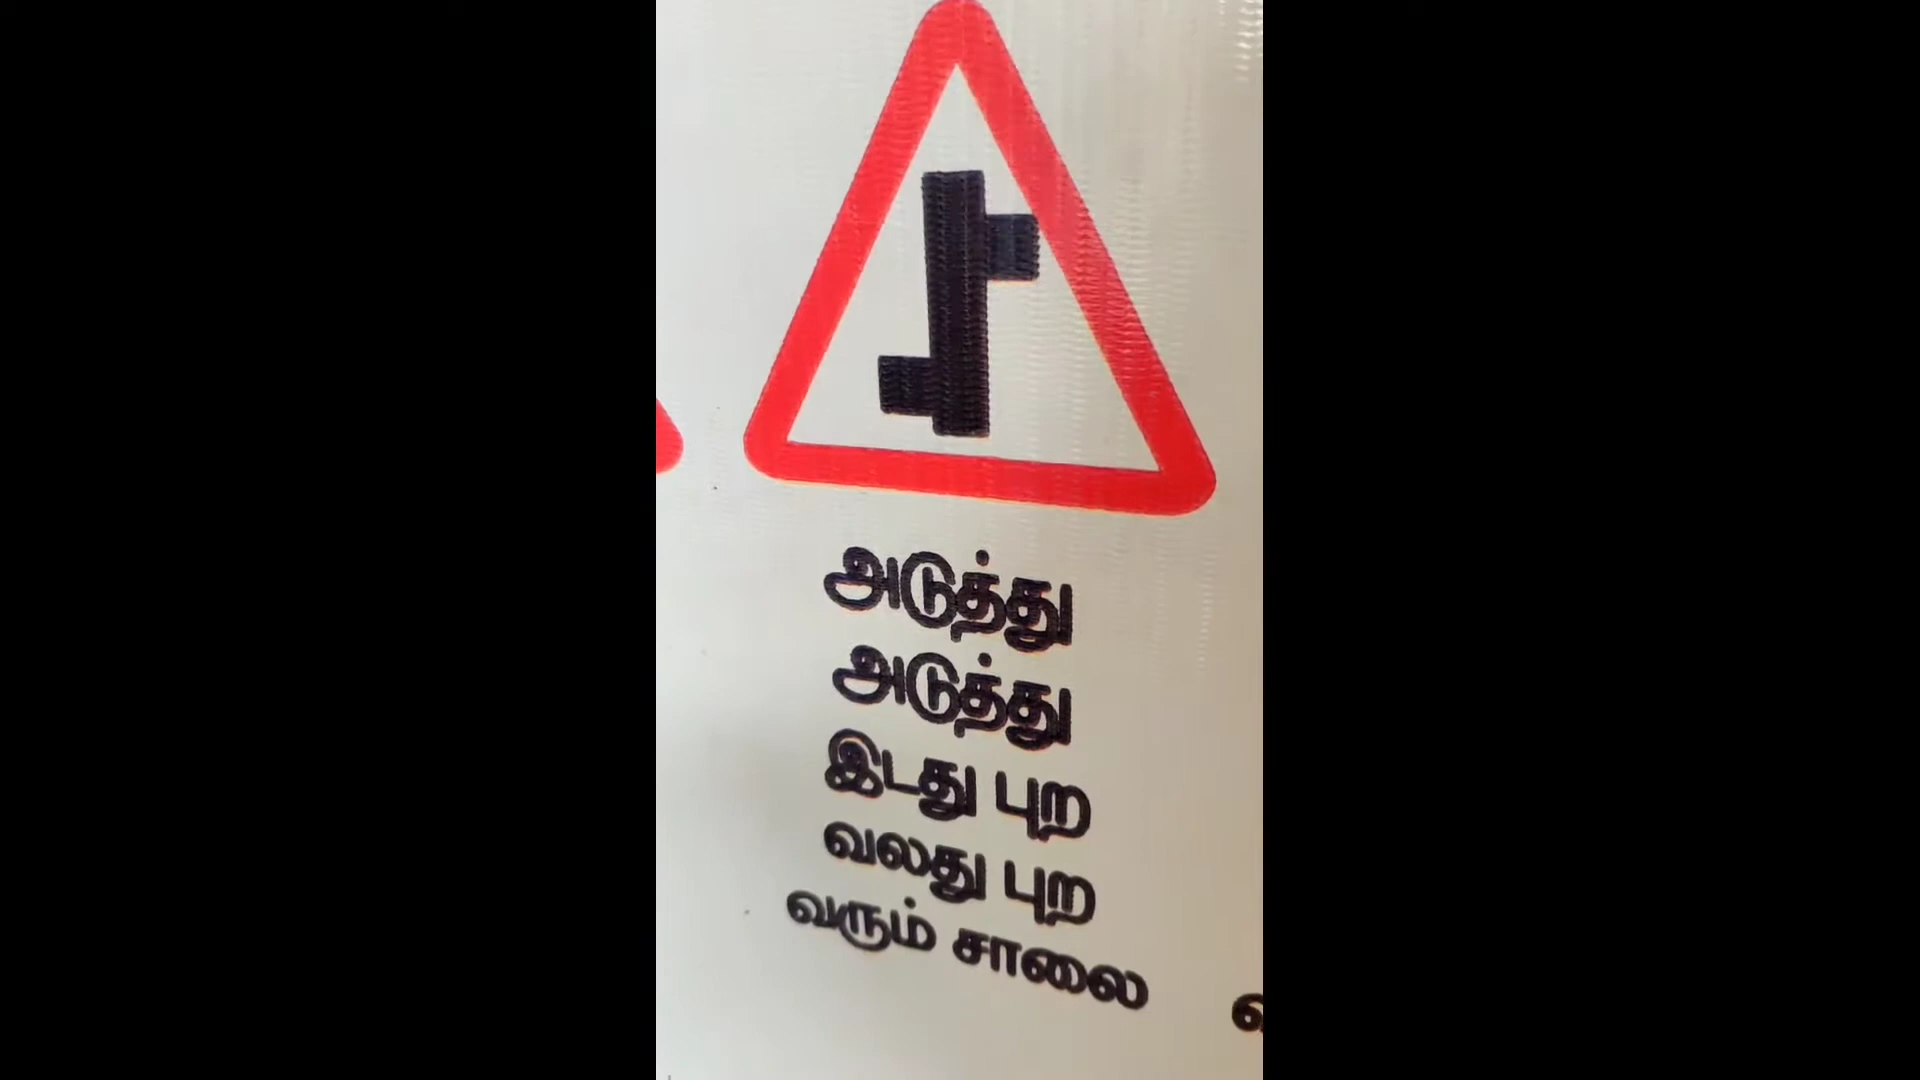 அடுத்து
அடுத்து
இடது புற
வலது புற
வரும் சாலை